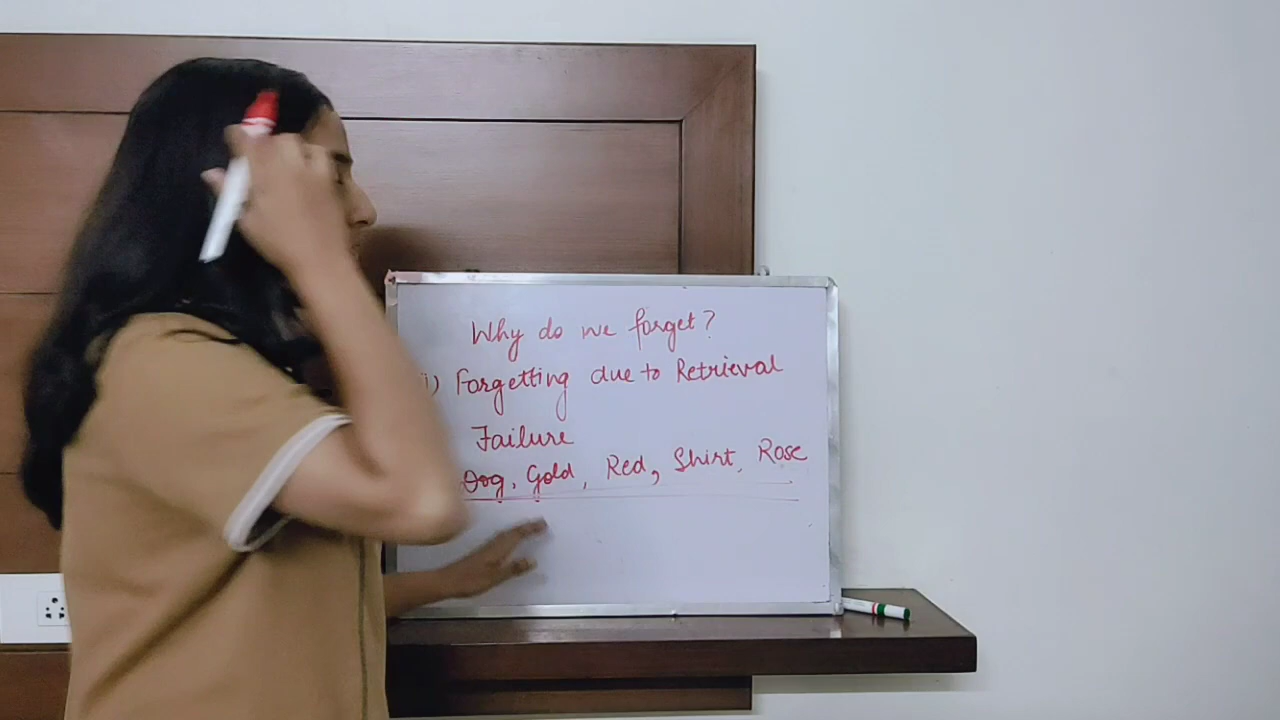 Why do we forget?
i) Forgetting due to Retrieval
Failure
Dog, Gold, Red, Shirt, Rose